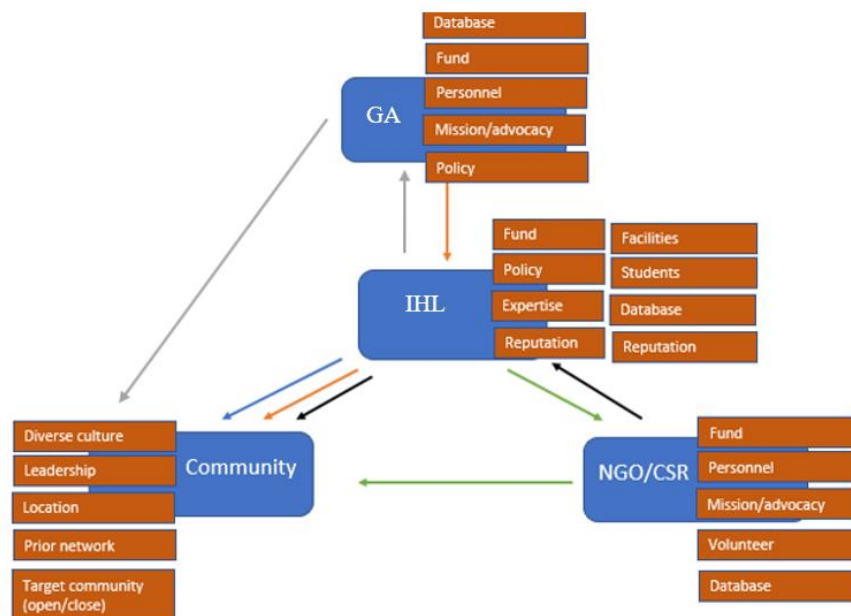 Database
Fund
Personnel
GA
Mission/advocacy
Policy
Fund
Facilities
Policy
Students
IHL
Expertise
Database
Reputation
Reputation
Diverse culture
Leadership
Community
Location
Prior network
Target community
(open/close)
Fund
Personnel
NGO/CSR
Mission/advocacy
Volunteer
Database